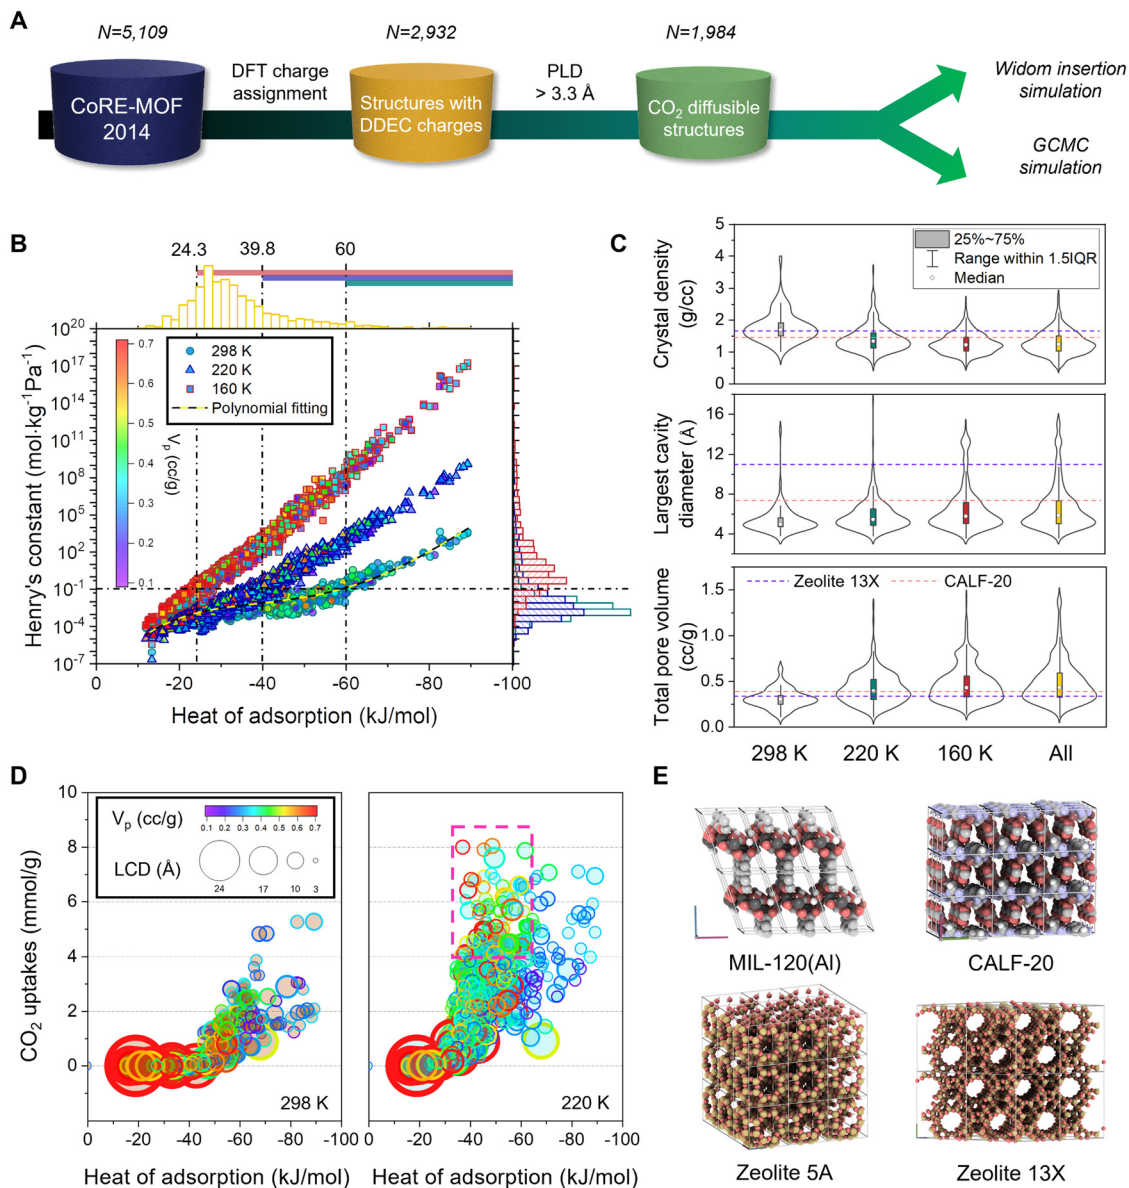 A
N=5,109
N=2,932
N=1,984
CoRE-MOF
2014
DFT charge
assignment
Structures with
DDEC charges
PLD
> 3.3 Å
CO2 diffusible
structures
Widom insertion
simulation
GCMC
simulation
B
24.3
39.8
60
Henry's constant (mol·kg-1Pa-1)
10^20
10^17
10^14
10^11
10^8
10^5
10^2
10^-1
10^-4
10^-7
0.7
0.6
0.5
0.4
0.3
0.2
0.1
Vp (cc/g)
298 K
220 K
160 K
Polynomial fitting
0
-20
-40
-60
-80
-100
Heat of adsorption (kJ/mol)
C
Crystal density
(g/cc)
5
4
3
2
1
0
25%~75%
Range within 1.5IQR
Median
Largest cavity
diameter (Å)
16
12
8
4
Total pore volume
(cc/g)
1.5
1.0
0.5
0.0
Zeolite 13X
CALF-20
298 K
220 K
160 K
All
D
CO2 uptakes (mmol/g)
10
8
6
4
2
0
Vp (cc/g)
0.1 0.2 0.3 0.4 0.5 0.6 0.7
LCD (Å)
24 17 10 3
298 K
220 K
0 -20 -40 -60 -80 -100
0 -20 -40 -60 -80 -100
Heat of adsorption (kJ/mol)
Heat of adsorption (kJ/mol)
E
MIL-120(Al)
CALF-20
Zeolite 5A
Zeolite 13X